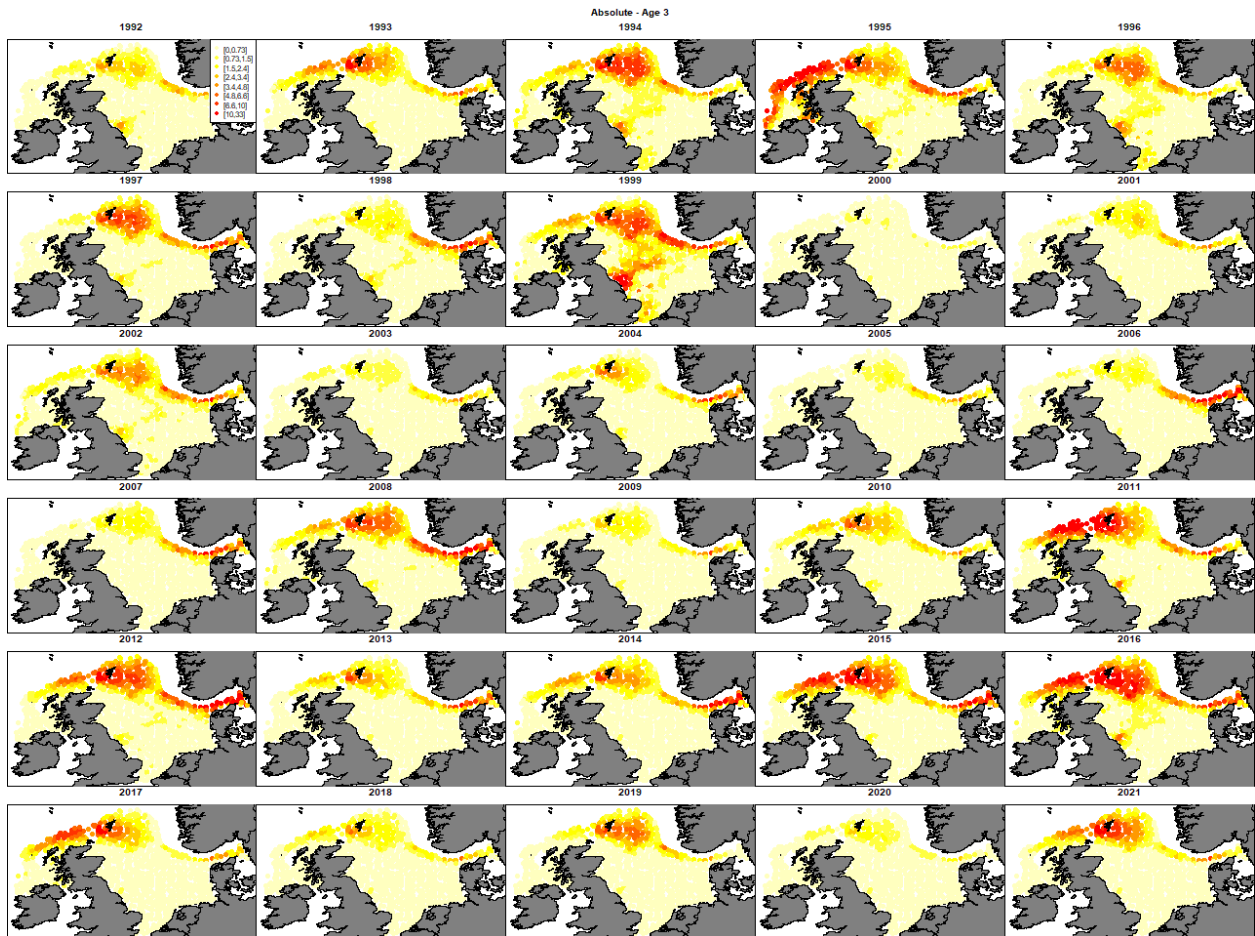 Absolute - Age 3
1992 1993 1994 1995 1996
[0,0.73]
(0.73,1.5]
(1.5,2.4]
(2.4,3.4]
(3.4,4.8]
(4.8,6.6]
(6.6,10]
(10,33]
1997 1998 1999 2000 2001
2002 2003 2004 2005 2006
2007 2008 2009 2010 2011
2012 2013 2014 2015 2016
2017 2018 2019 2020 2021